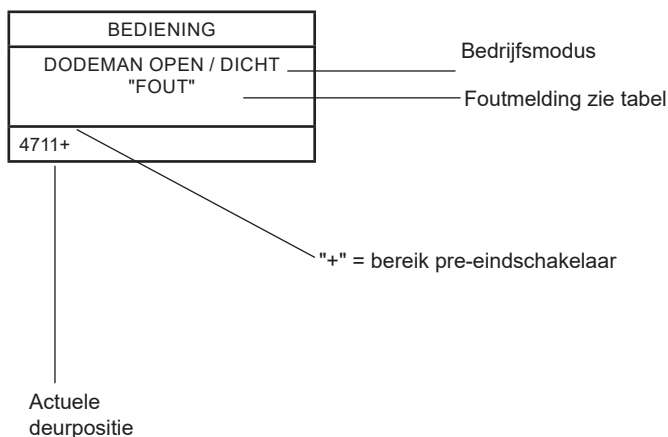 BEDIENING
DODEMAN OPEN / DICHT
"FOUT"
4711+
Bedrijfsmodus
Foutmelding zie tabel
"+" = bereik pre-eindschakelaar
Actuele
deurpositie